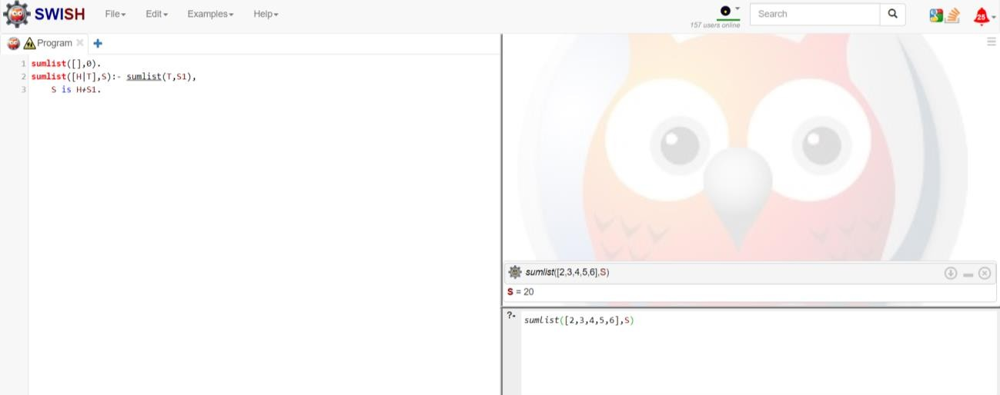 SWISH File Edit Examples Help 157 users online Search 25
Program
1 sumlist([],0).
2 sumlist([H|T],S):- sumlist(T,S1),
3 S is H+S1.
sumlist([2,3,4,5,6],S)
S = 20
?- sumlist([2,3,4,5,6],S)